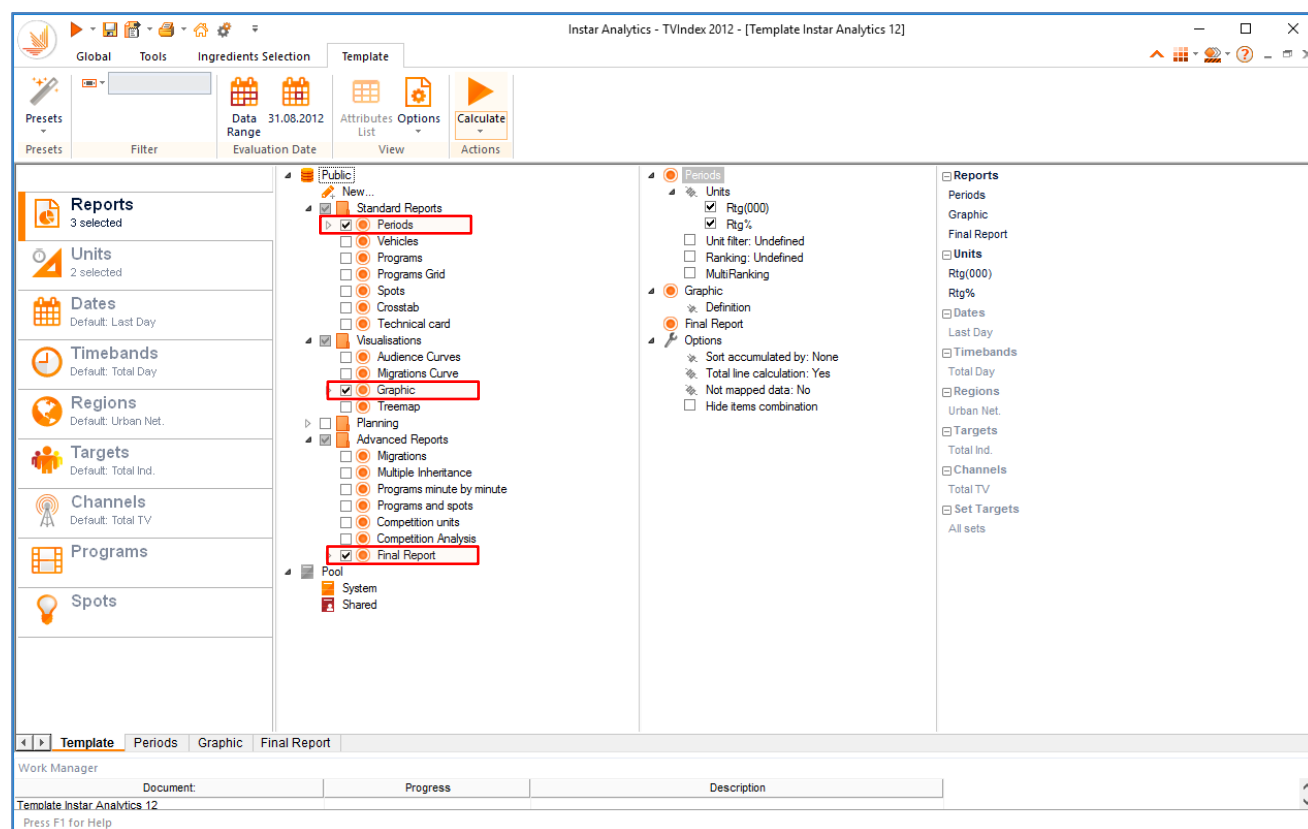 Instar Analytics - TVIndex 2012 - [Template Instar Analytics 12]
Global Tools Ingredients Selection Template
Presets
Data Range
31.08.2012
Attributes List
Options
Calculate
Presets Filter Evaluation Date View Actions
Reports
3 selected
Units
2 selected
Dates
Default: Last Day
Timebands
Default: Total Day
Regions
Default: Urban Net.
Targets
Default: Total Ind.
Channels
Default: Total TV
Programs
Spots
Public
New...
Standard Reports
Periods
Vehicles
Programs
Programs Grid
Spots
Crosstab
Technical card
Visualisations
Audience Curves
Migrations Curve
Graphic
Treemap
Planning
Advanced Reports
Migrations
Multiple Inheritance
Programs minute by minute
Programs and spots
Competition units
Competition Analysis
Final Report
Pool
System
Shared
Periods
Units
Rtg(000)
Rtg%
Unit filter: Undefined
Ranking: Undefined
MultiRanking
Graphic
Definition
Final Report
Options
Sort accumulated by: None
Total line calculation: Yes
Not mapped data: No
Hide items combination
Reports
Periods
Graphic
Final Report
Units
Rtg(000)
Rtg%
Dates
Last Day
Timebands
Total Day
Regions
Urban Net.
Targets
Total Ind.
Channels
Total TV
Set Targets
All sets
Template Periods Graphic Final Report
Work Manager
Document: Progress Description
Template Instar Analytics 12
Press F1 for Help